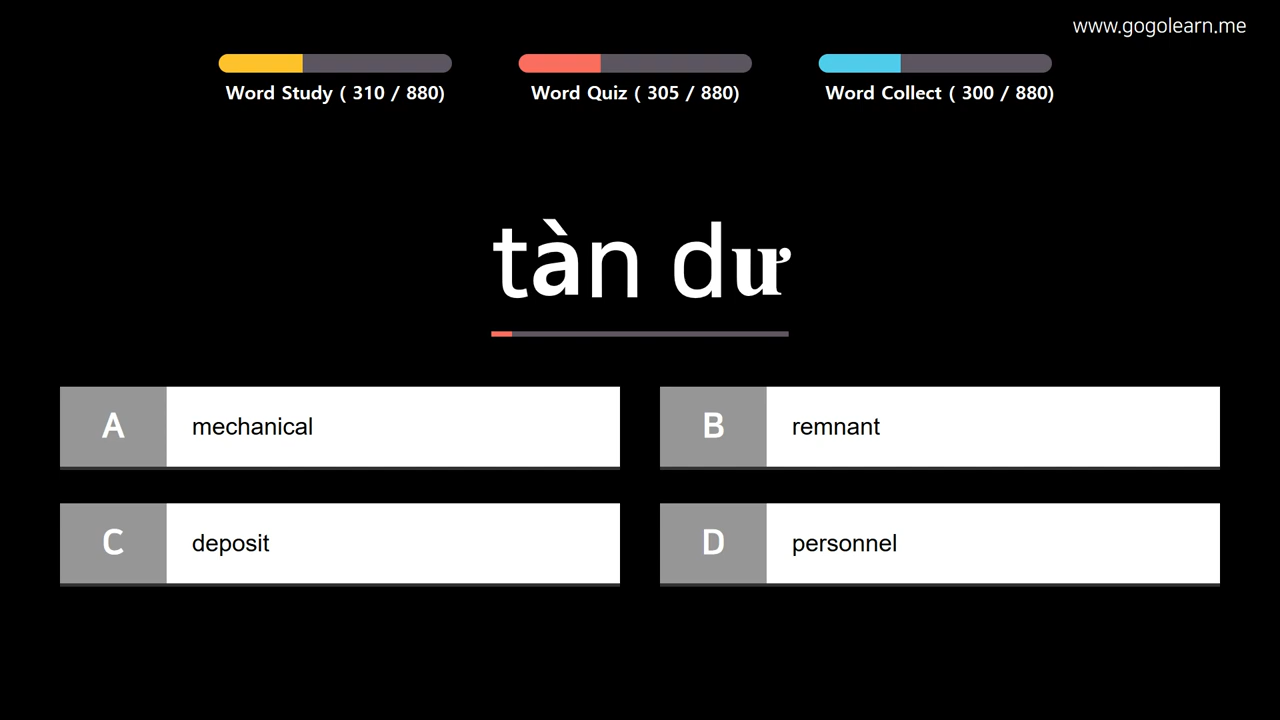 www.gogolearn.me
Word Study ( 310 / 880)
Word Quiz ( 305 / 880)
Word Collect ( 300 / 880)
tàn dư
A mechanical
B remnant
C deposit
D personnel